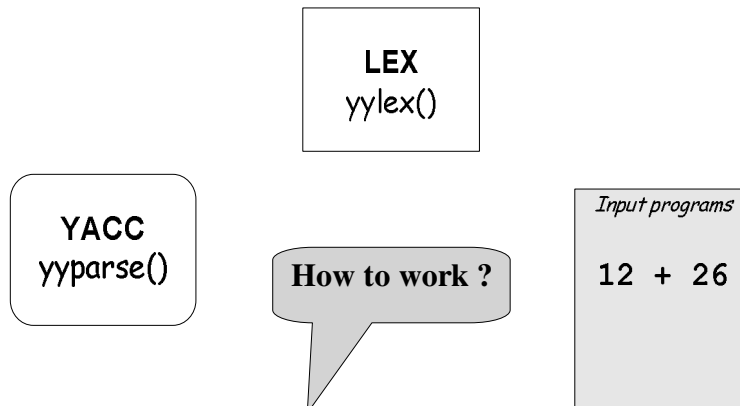 LEX
yylex()
YACC
yyparse()
How to work ?
Input programs
12 + 26